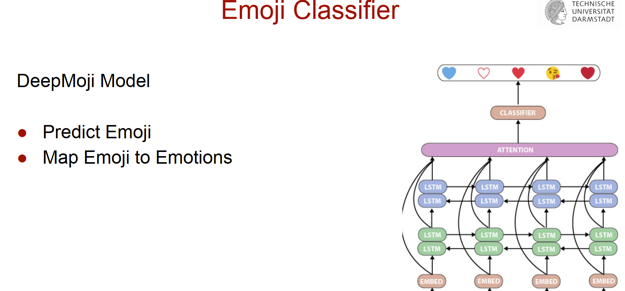 Emoji Classifier
TECHNISCHE
UNIVERSITÄT
DARMSTADT
DeepMoji Model
● Predict Emoji
● Map Emoji to Emotions
CLASSIFIER
ATTENTION
LSTM LSTM LSTM LSTM
LSTM LSTM LSTM LSTM
LSTM LSTM LSTM LSTM
LSTM LSTM LSTM LSTM
EMBED EMBED EMBED EMBED